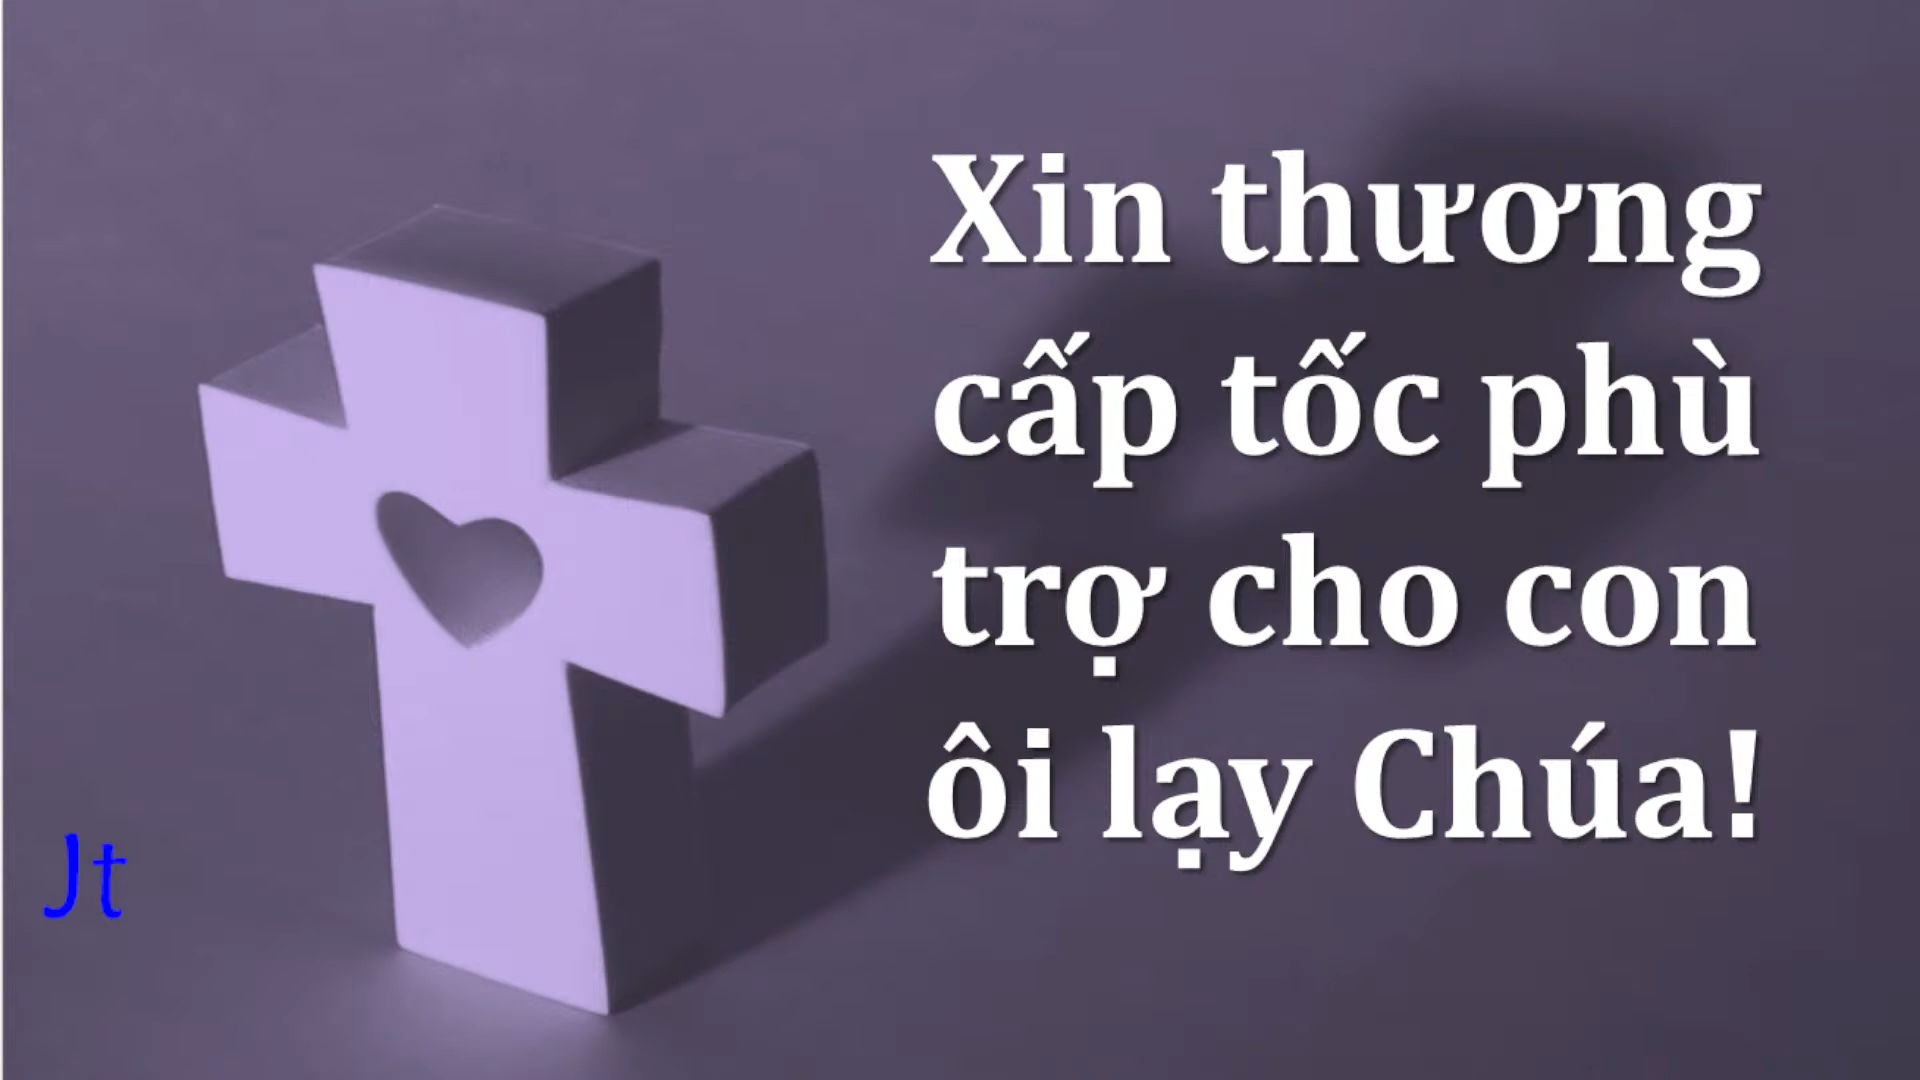 Xin thương
cấp tốc phù
trợ cho con
ôi lạy Chúa!
Jt